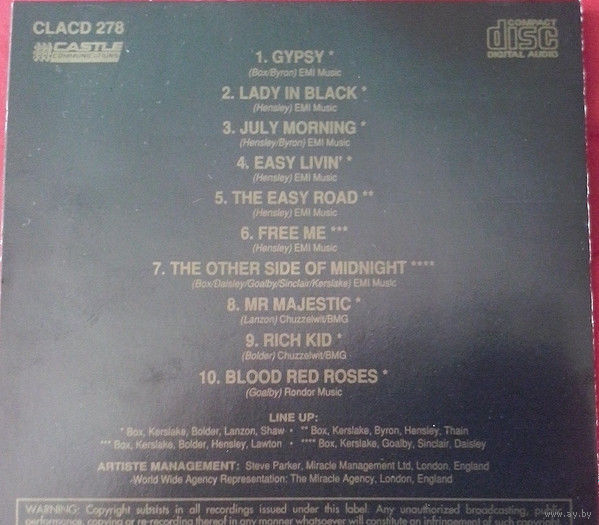 CLACD 278
CASTLE
COMMUNICATIONS
COMPACT
disc
DIGITAL AUDIO
1. GYPSY *
(Box/Byron) EMI Music
2. LADY IN BLACK *
(Hensley) EMI Music
3. JULY MORNING *
(Hensley/Byron) EMI Music
4. EASY LIVIN' *
(Hensley) EMI Music
5. THE EASY ROAD **
(Hensley) EMI Music
6. FREE ME ***
(Hensley) EMI Music
7. THE OTHER SIDE OF MIDNIGHT ****
(Box/Daisley/Goalby/Sinclair/Kerslake) EMI Music
8. MR MAJESTIC *
(Lanzon) Chuzzelwit/BMG
9. RICH KID *
(Bolder) Chuzzelwit/BMG
10. BLOOD RED ROSES *
(Goalby) Rondor Music
LINE UP:
* Box, Kerslake, Bolder, Lanzon, Shaw • ** Box, Kerslake, Byron, Hensley, Thain
*** Box, Kerslake, Bolder, Hensley, Lawton • **** Box, Kerslake, Goalby, Sinclair, Daisley
ARTISTE MANAGEMENT: Steve Parker, Miracle Management Ltd, London, England
World Wide Agency Representation: The Miracle Agency, London, England
WARNING: Copyright subsists in all recordings issued under this label. Any unauthorised broadcasting, public
performance, copying or re-recording thereof in any manner whatsoever will constitute an infringement of such
www.ay.by